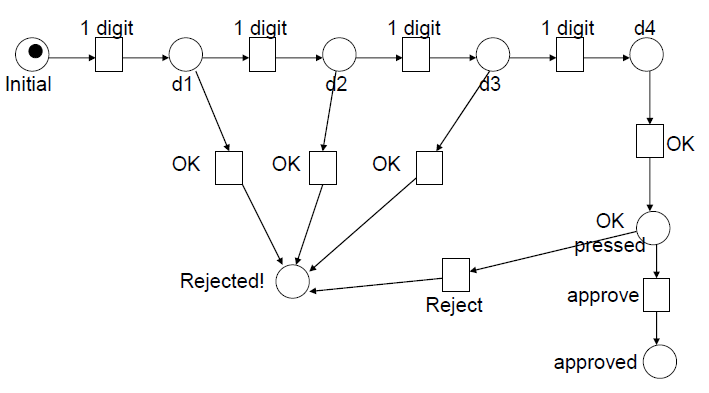 1 digit
1 digit
1 digit
1 digit
d4
Initial
d1
d2
d3
OK
OK
OK
OK
OK
pressed
Rejected!
Reject
approve
approved